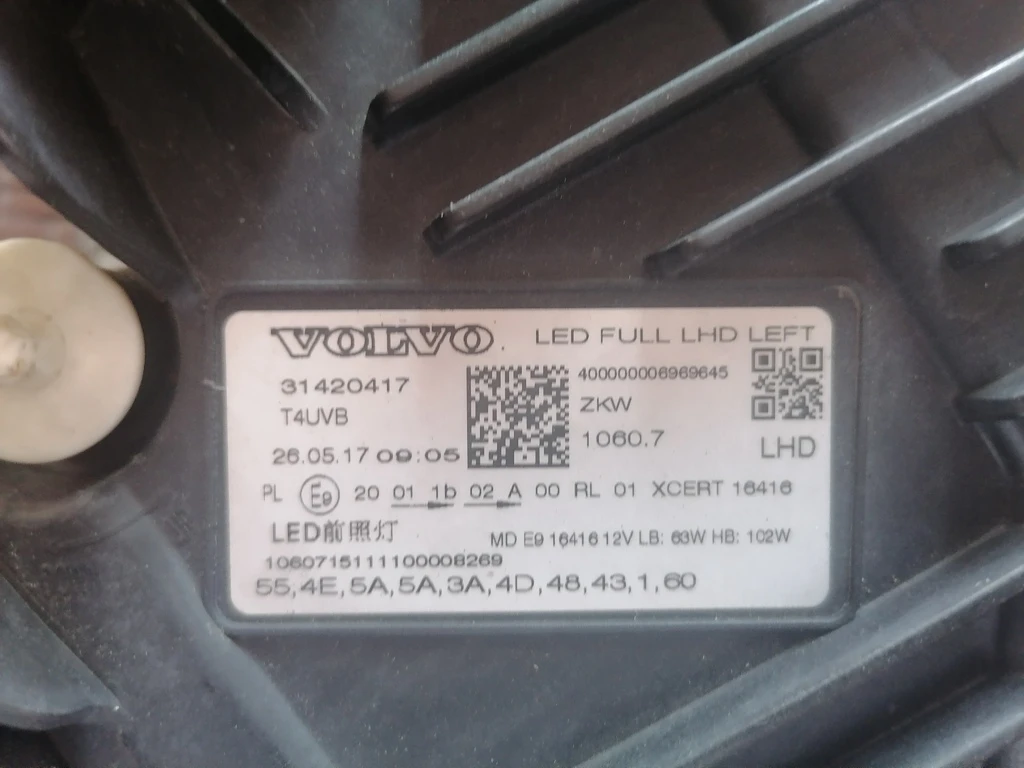 VOLVO. LED FULL LHD LEFT
31420417 400000006969645
T4UVB ZKW
26.05.17 09:05 1060.7
LHD
PL E9 20 01 1b 02 A 00 RL 01 XCERT 16416
LED前照灯 MD E9 16416 12V LB: 63W HB: 102W
1060715111100008269
55,4E,5A,5A,3A,4D,48,43,1,60